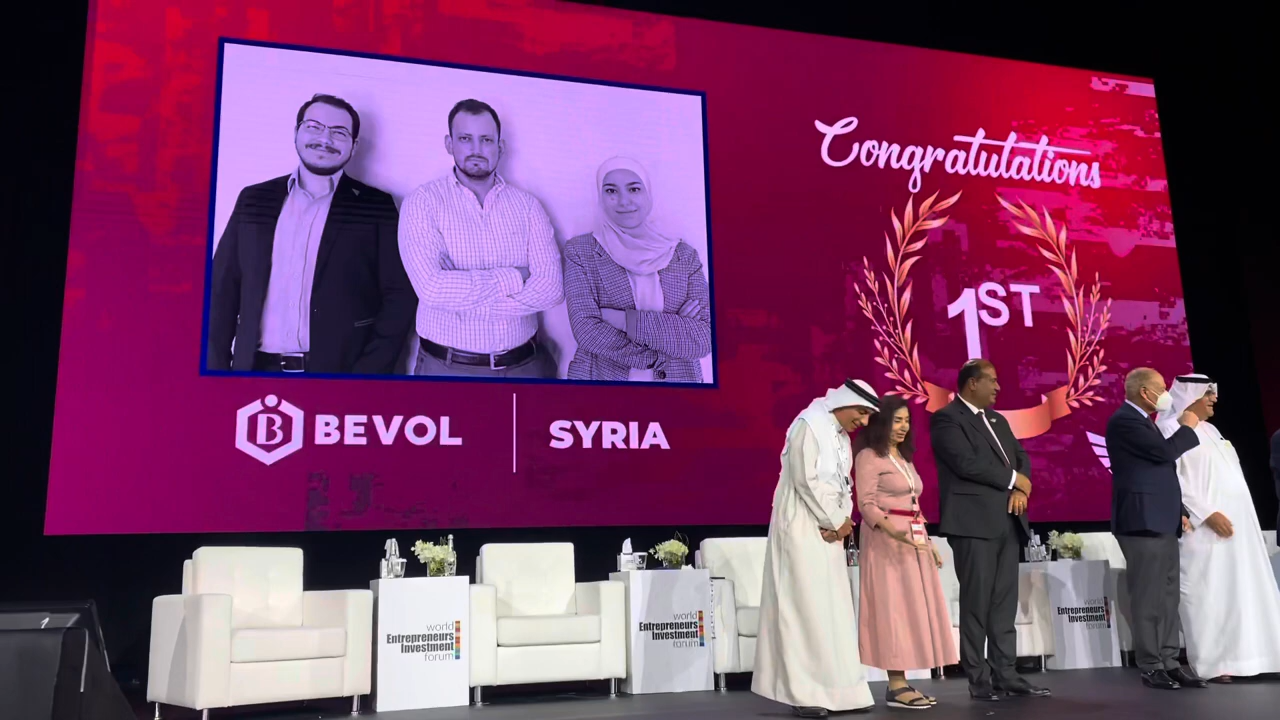 Congratulations
1ST
B
BEVOL
SYRIA
world
Entrepreneurs
Investment
forum
world
Entrepreneurs
Investment
forum
world
Entrepreneurs
Investment
forum